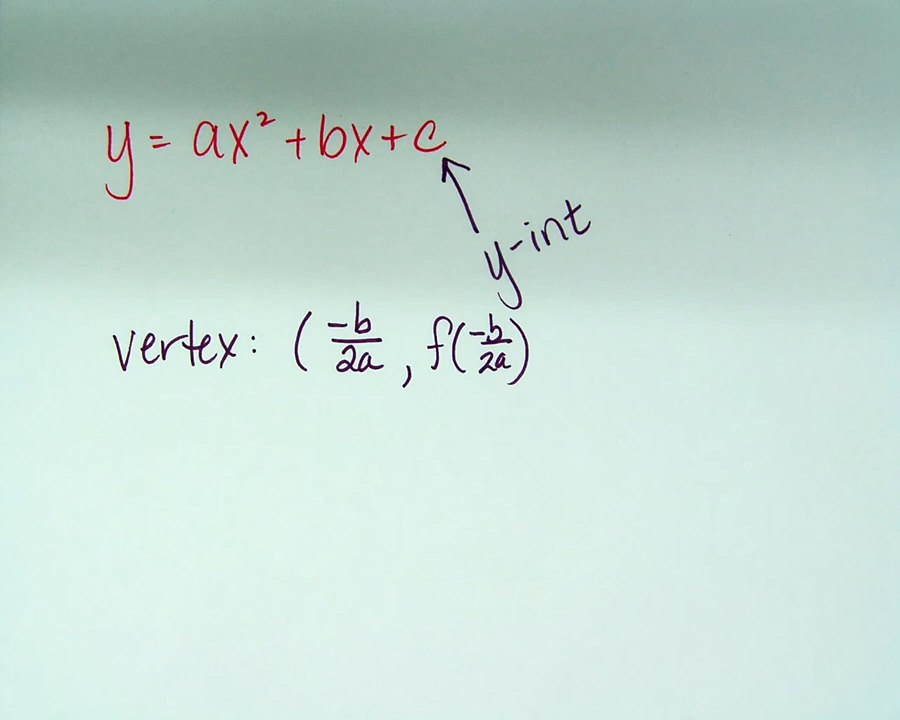 y = ax² + bx + c
y-int
vertex: (-b/2a, f(-b/2a)